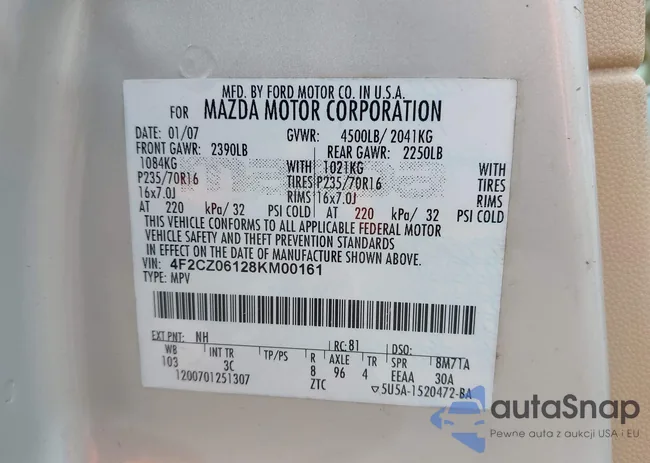 MFD. BY FORD MOTOR CO. IN U.S.A.
FOR MAZDA MOTOR CORPORATION
DATE: 01/07 GVWR: 4500LB/ 2041KG
FRONT GAWR: 2390LB REAR GAWR: 2250LB
1084KG WITH 1021KG WITH
P235/70R16 TIRES P235/70R16 TIRES
16x7.0J RIMS 16x7.0J RIMS
AT 220 kPa/ 32 PSI COLD AT 220 kPa/ 32 PSI COLD
THIS VEHICLE CONFORMS TO ALL APPLICABLE FEDERAL MOTOR
VEHICLE SAFETY AND THEFT PREVENTION STANDARDS
IN EFFECT ON THE DATE OF MANUFACTURE SHOWN ABOVE.
VIN: 4F2CZ06128KM00161
TYPE: MPV
EXT PNT: NH RC: 81 DSO:
WB INT TR TP/PS R AXLE TR SPR 8M7TA
103 3C 8 96 4 EEAA 30A
1200701251307 ZTC 5U5A-1520472-BA
autaSnap
Pewne auta z aukcji USA i EU